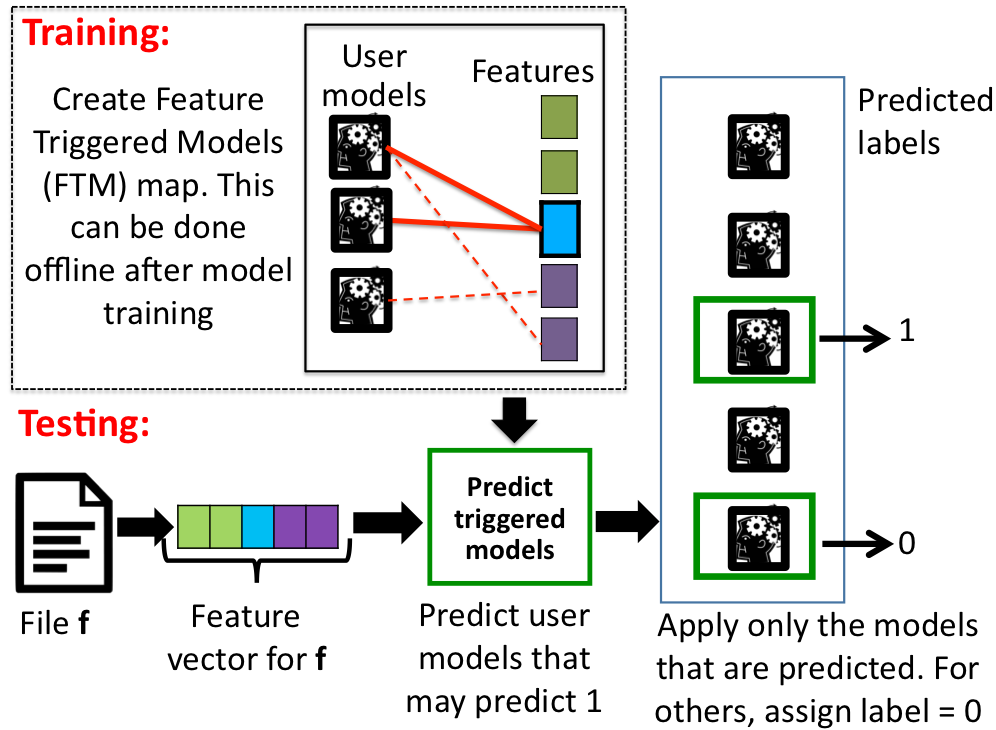 Training:
Create Feature
Triggered Models
(FTM) map. This
can be done
offline after model
training
User
models
Features
Predicted
labels
1
0
Testing:
File f
Feature
vector for f
Predict
triggered
models
Predict user
models that
may predict 1
Apply only the models
that are predicted. For
others, assign label = 0